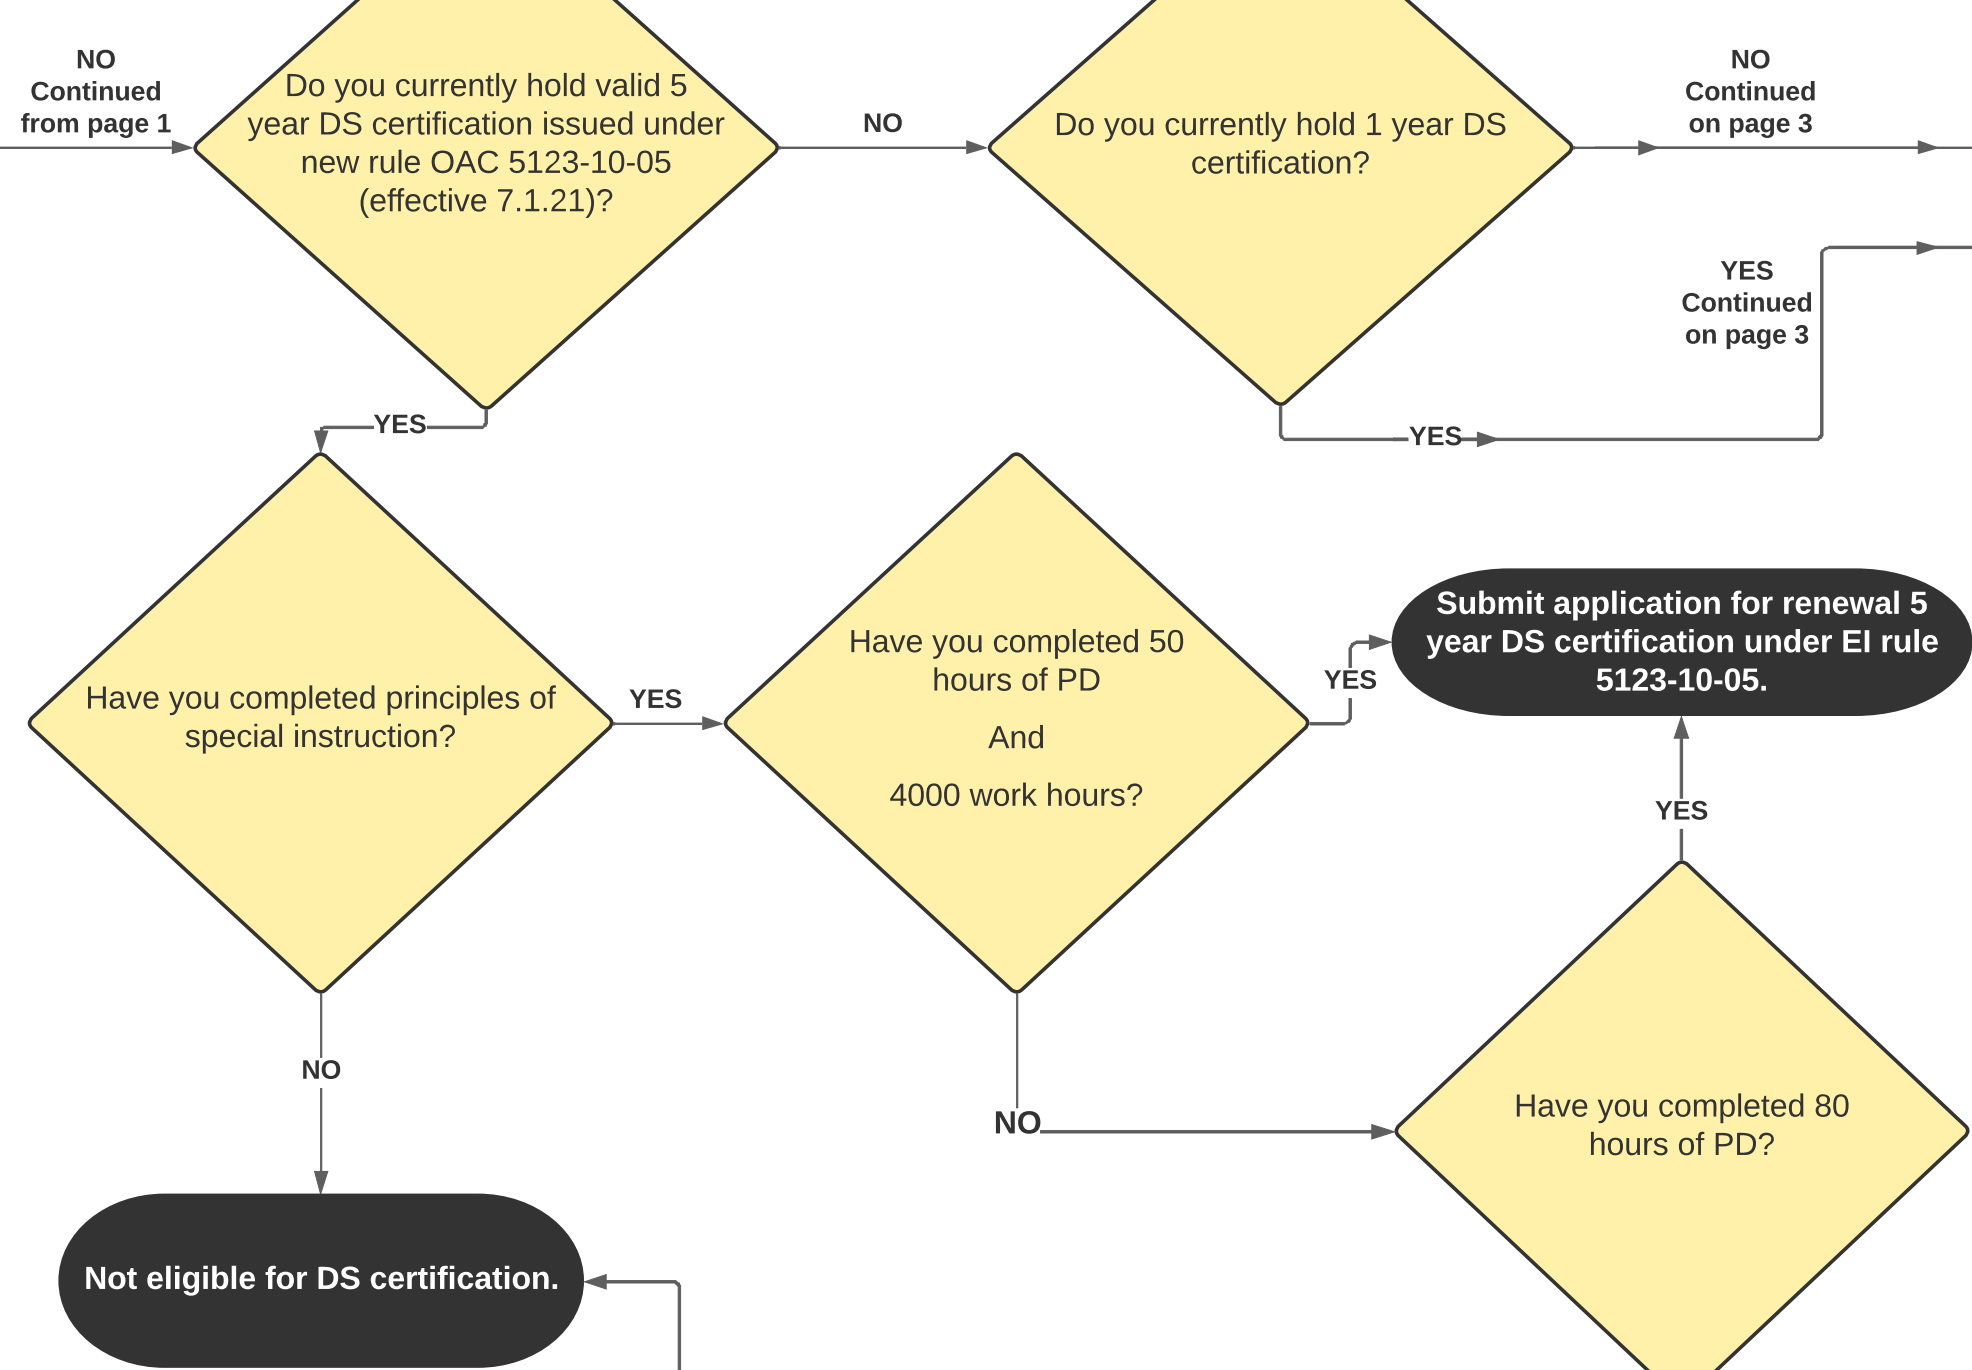 NO
Continued
from page 1
Do you currently hold valid 5
year DS certification issued under
new rule OAC 5123-10-05
(effective 7.1.21)?
NO
Do you currently hold 1 year DS
certification?
NO
Continued
on page 3
YES
Continued
on page 3
YES
YES
Have you completed principles of
special instruction?
YES
Have you completed 50
hours of PD
And
4000 work hours?
YES
Submit application for renewal 5
year DS certification under EI rule
5123-10-05.
YES
NO
NO
Have you completed 80
hours of PD?
Not eligible for DS certification.